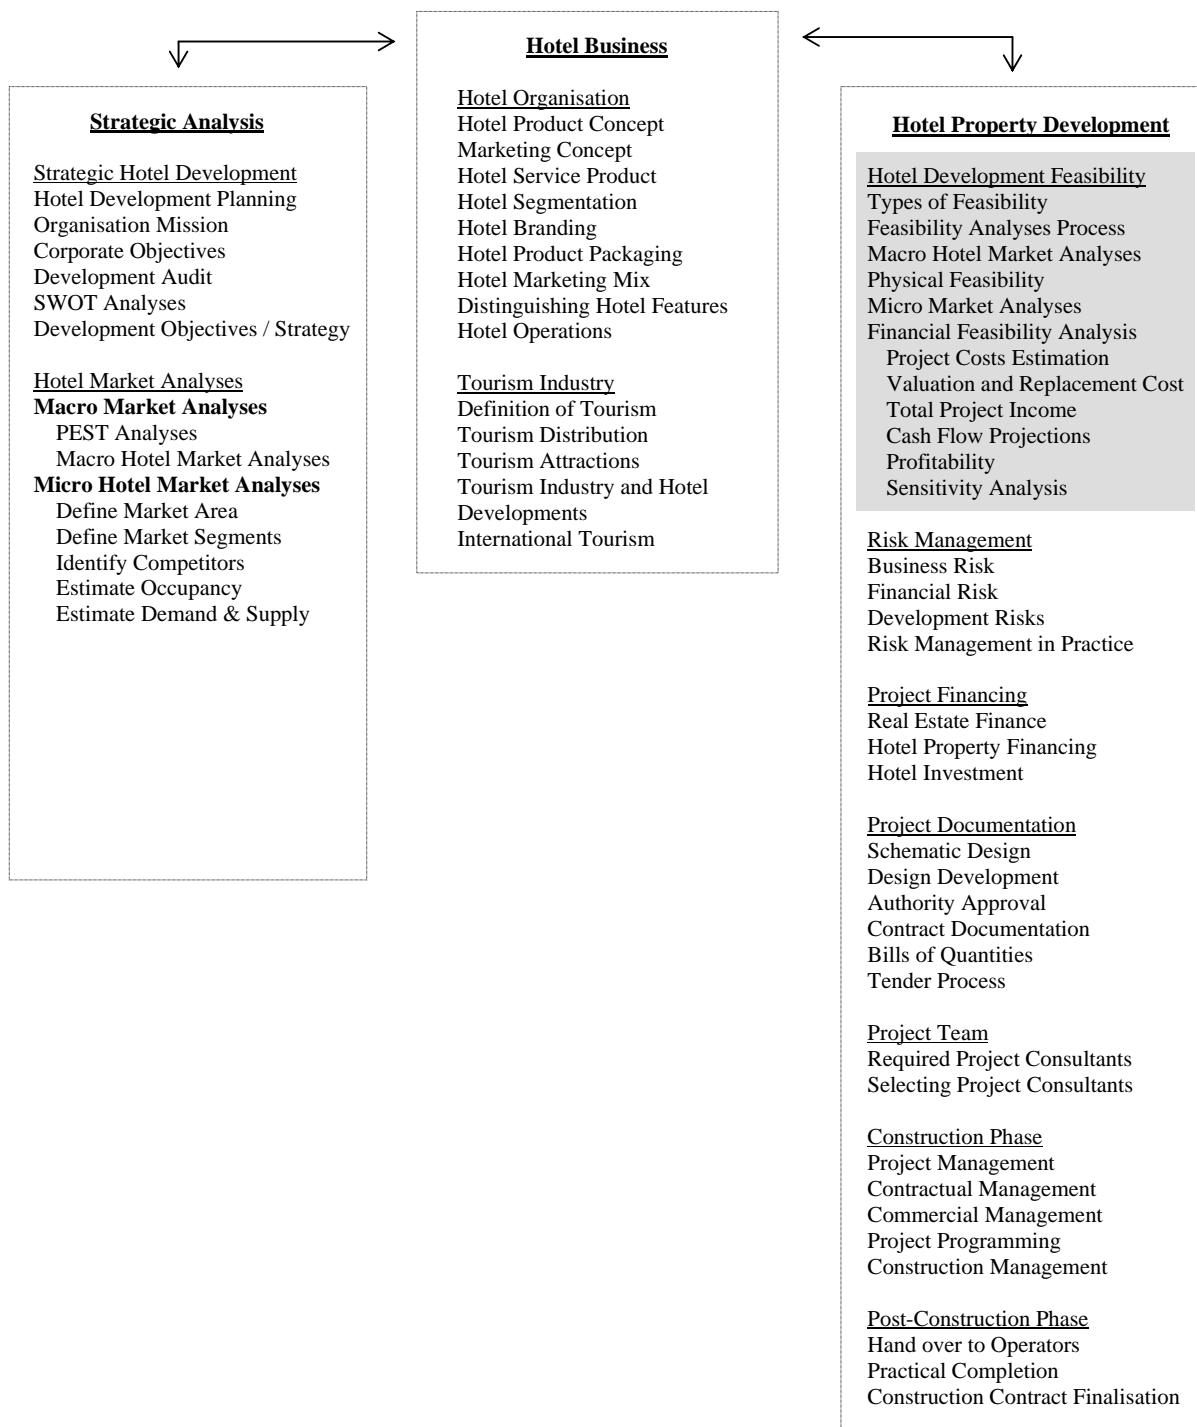 Hotel Business
Hotel Organisation
Hotel Product Concept
Marketing Concept
Hotel Service Product
Hotel Segmentation
Hotel Branding
Hotel Product Packaging
Hotel Marketing Mix
Distinguishing Hotel Features
Hotel Operations
Tourism Industry
Definition of Tourism
Tourism Distribution
Tourism Attractions
Tourism Industry and Hotel
Developments
International Tourism
Strategic Analysis
Strategic Hotel Development
Hotel Development Planning
Organisation Mission
Corporate Objectives
Development Audit
SWOT Analyses
Development Objectives / Strategy
Hotel Market Analyses
Macro Market Analyses
PEST Analyses
Macro Hotel Market Analyses
Micro Hotel Market Analyses
Define Market Area
Define Market Segments
Identify Competitors
Estimate Occupancy
Estimate Demand & Supply
Hotel Property Development
Hotel Development Feasibility
Types of Feasibility
Feasibility Analyses Process
Macro Hotel Market Analyses
Physical Feasibility
Micro Market Analyses
Financial Feasibility Analysis
Project Costs Estimation
Valuation and Replacement Cost
Total Project Income
Cash Flow Projections
Profitability
Sensitivity Analysis
Risk Management
Business Risk
Financial Risk
Development Risks
Risk Management in Practice
Project Financing
Real Estate Finance
Hotel Property Financing
Hotel Investment
Project Documentation
Schematic Design
Design Development
Authority Approval
Contract Documentation
Bills of Quantities
Tender Process
Project Team
Required Project Consultants
Selecting Project Consultants
Construction Phase
Project Management
Contractual Management
Commercial Management
Project Programming
Construction Management
Post-Construction Phase
Hand over to Operators
Practical Completion
Construction Contract Finalisation